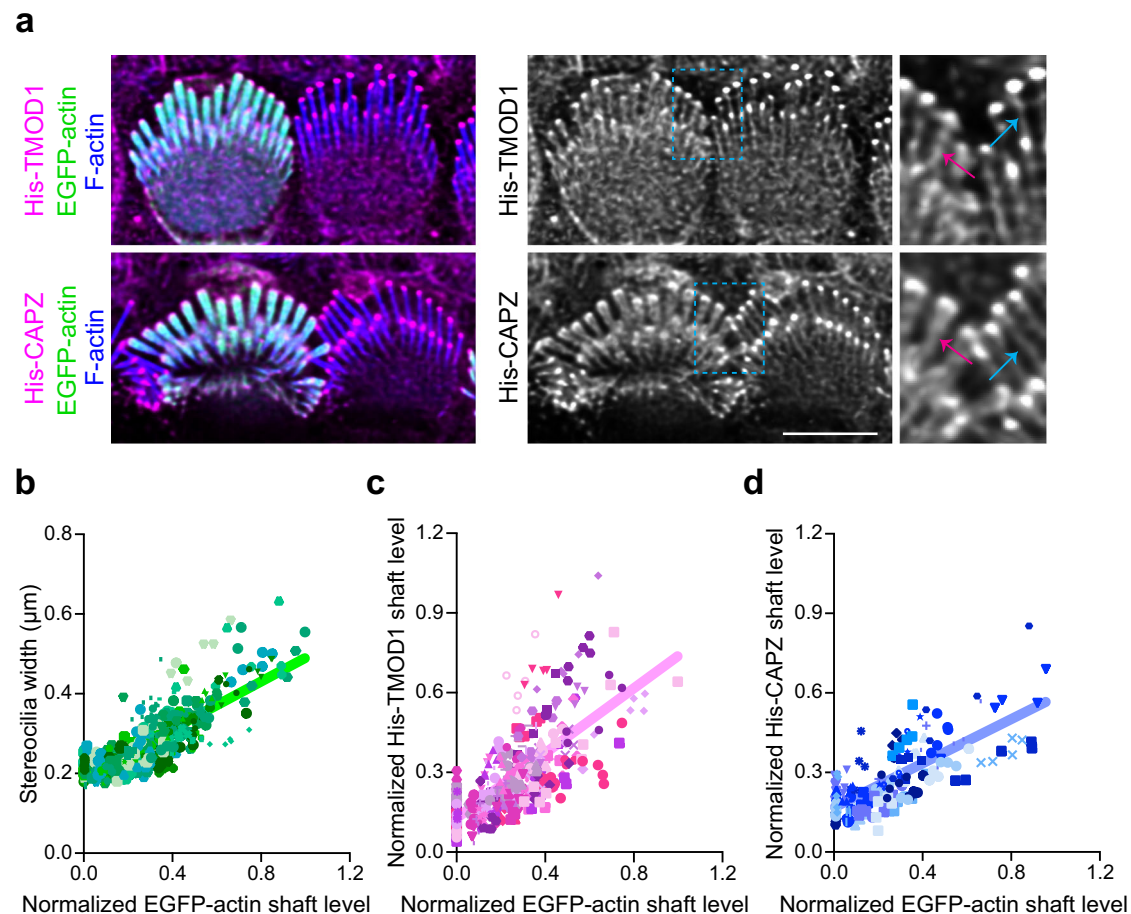 a
His-TMOD1
EGFP-actin
F-actin
His-TMOD1
His-CAPZ
EGFP-actin
F-actin
His-CAPZ
b
Stereocilia width (μm)
0.8
0.6
0.4
0.2
0.0
0.0 0.4 0.8 1.2
Normalized EGFP-actin shaft level
c
Normalized His-TMOD1 shaft level
1.2
0.9
0.6
0.3
0.0
0.0 0.4 0.8 1.2
Normalized EGFP-actin shaft level
d
Normalized His-CAPZ shaft level
1.2
0.9
0.6
0.3
0.0
0.0 0.4 0.8 1.2
Normalized EGFP-actin shaft level